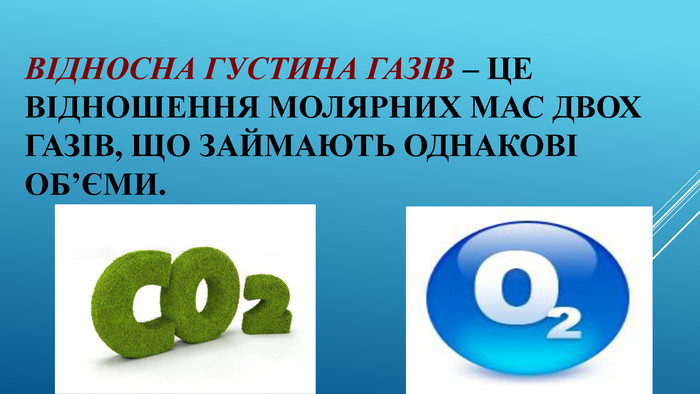 ВІДНОСНА ГУСТИНА ГАЗІВ – ЦЕ
ВІДНОШЕННЯ МОЛЯРНИХ МАС ДВОХ
ГАЗІВ, ЩО ЗАЙМАЮТЬ ОДНАКОВІ
ОБ’ЄМИ.
CO2
O2